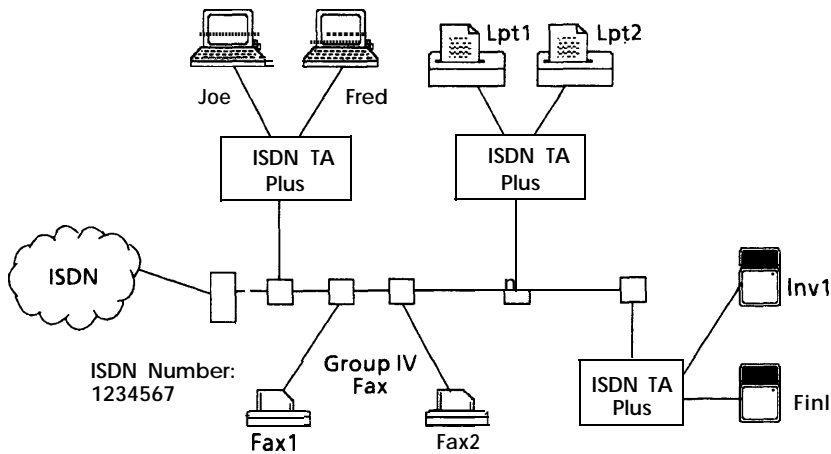 Lpt1
Lpt2
Joe
Fred
ISDN TA
Plus
ISDN TA
Plus
ISDN
Inv1
ISDN Number:
1234567
Group IV
Fax
ISDN TA
Plus
Fax1
Fax2
Finl